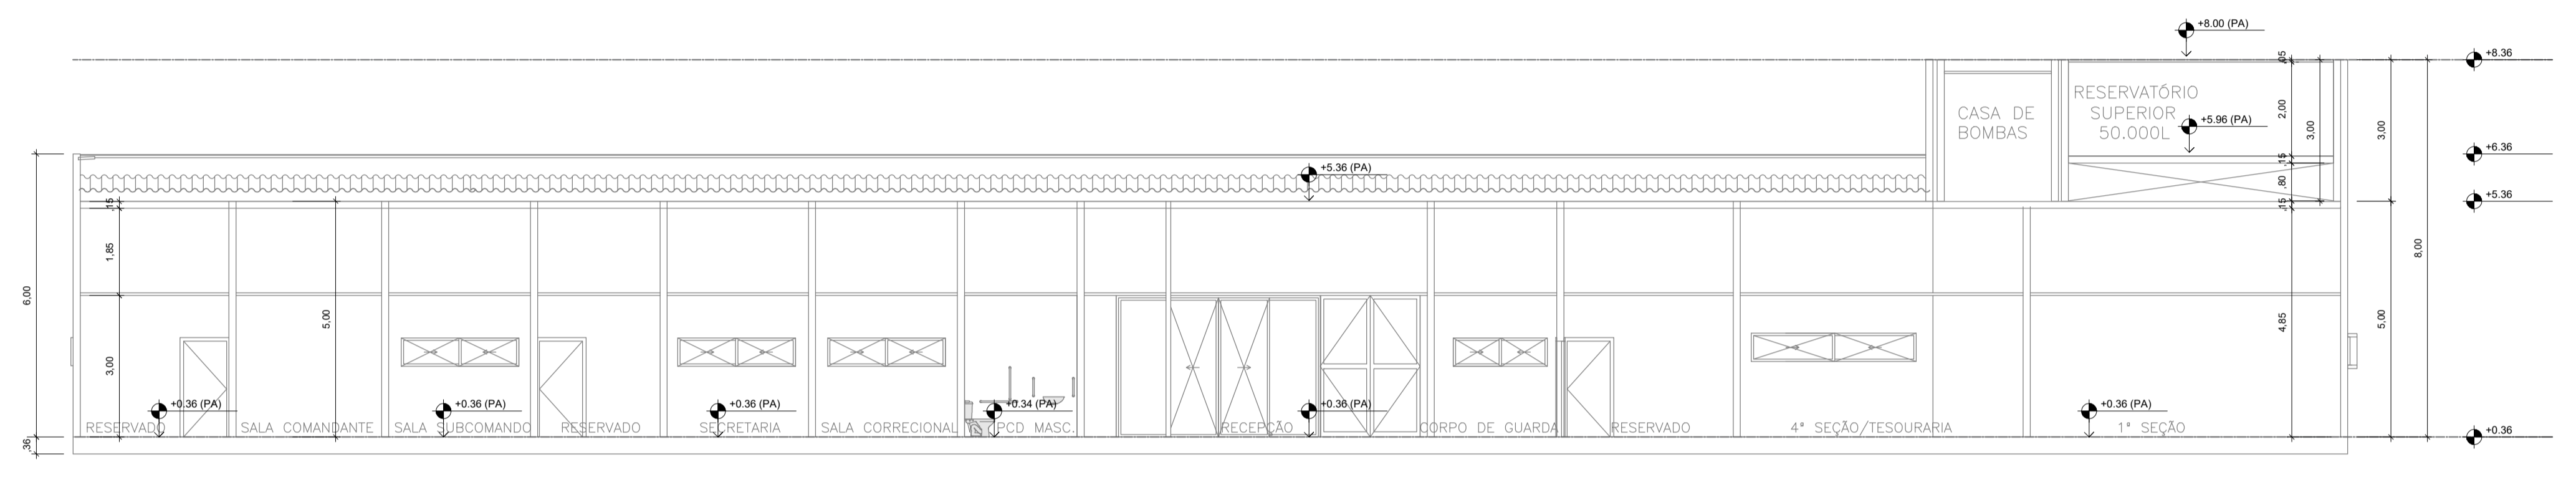 +8.00 (PA)
+8.36
,05
RESERVATÓRIO
SUPERIOR
50.000L
CASA DE
BOMBAS
2,00
+5.96 (PA)
3,00
3,00
+6.36
,15
+5.36 (PA)
,80
+5.36
,15
,15
1,85
8,00
6,00
5,00
4,85
5,00
3,00
+0.36 (PA)
+0.36 (PA)
+0.36 (PA)
+0.34 (PA)
+0.36 (PA)
+0.36 (PA)
RESERVADO
SALA COMANDANTE
SALA SUBCOMANDO
RESERVADO
SECRETARIA
SALA CORRECIONAL
PCD MASC.
RECEPÇÃO
CORPO DE GUARDA
RESERVADO
4ª SEÇÃO/TESOURARIA
1ª SEÇÃO
+0.36
,36